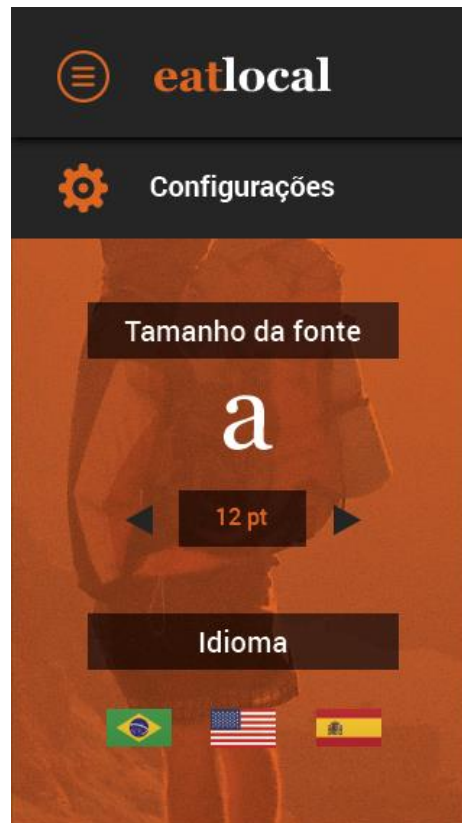 eatlocal
Configurações
Tamanho da fonte
a
12 pt
Idioma